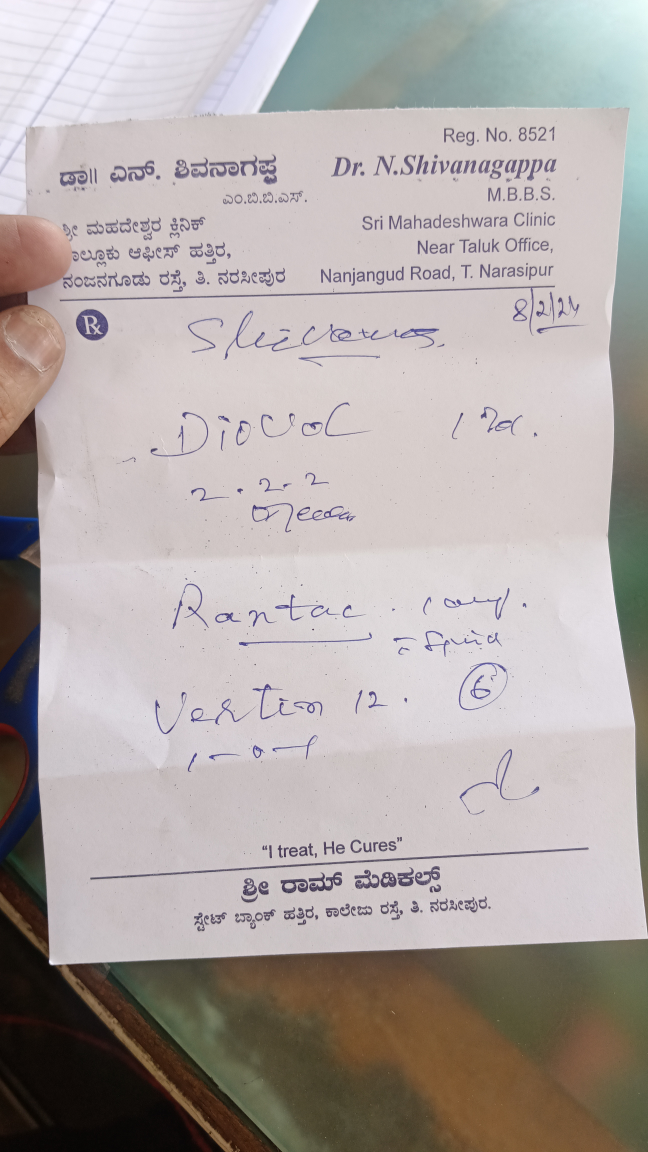 Reg. No. 8521
ಡಾ|| ಎನ್. ಶಿವನಾಗಪ್ಪ
Dr. N.Shivanagappa
ಎಂ.ಬಿ.ಬಿ.ಎಸ್.
M.B.B.S.
ಶ್ರೀ ಮಹದೇಶ್ವರ ಕ್ಲಿನಿಕ್
Sri Mahadeshwara Clinic
ಆಫೀಸ್ ಹತ್ತಿರ,
Near Taluk Office,
ನಂಜನಗೂಡು ರಸ್ತೆ, ತಿ. ನರಸೀಪುರ
Nanjangud Road, T. Narasipur
Rx
8/2/24
Diovol 1
2. 2. 2
Rantac.
Vertin 12. 6
1-0-1
"I treat, He Cures"
ಶ್ರೀ ರಾಮ್ ಮೆಡಿಕಲ್ಸ್
ಸ್ಟೇಟ್ ಬ್ಯಾಂಕ್ ಹತ್ತಿರ, ಕಾಲೇಜು ರಸ್ತೆ, ತಿ. ನರಸೀಪುರ.